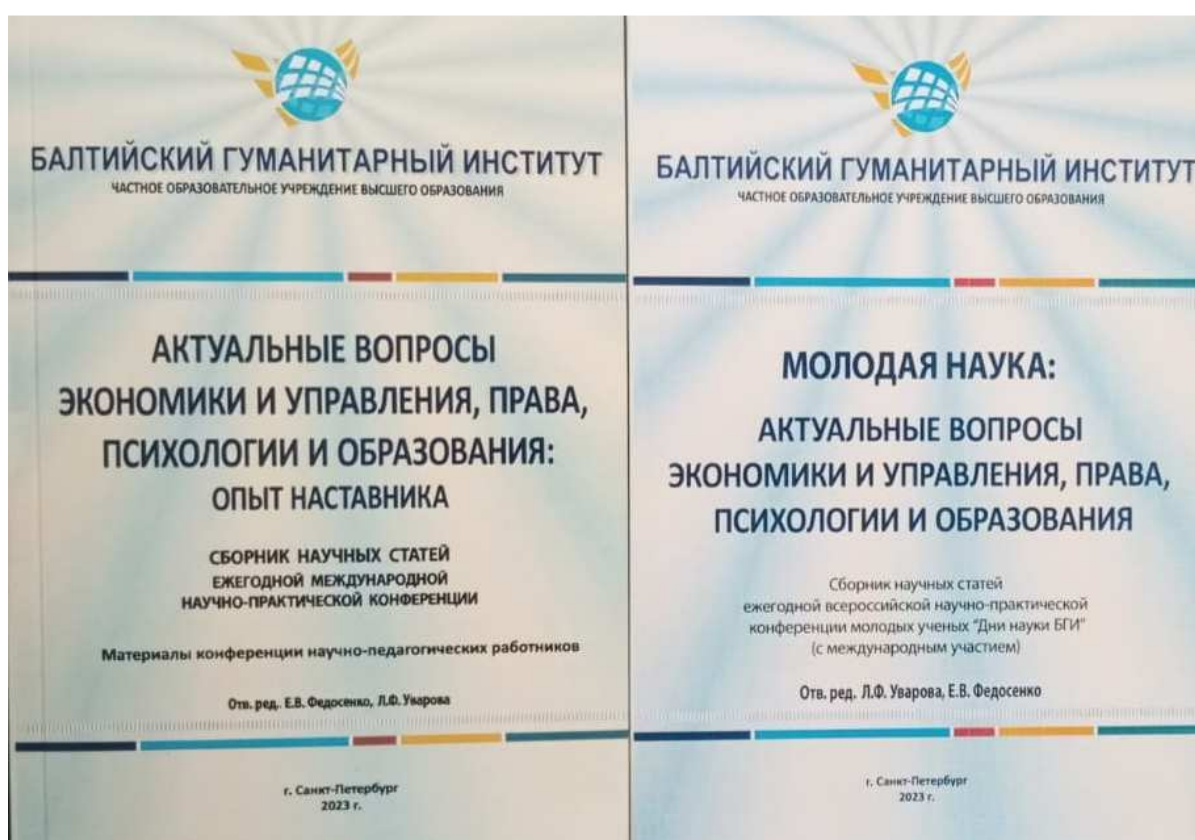 БАЛТИЙСКИЙ ГУМАНИТАРНЫЙ ИНСТИТУТ
ЧАСТНОЕ ОБРАЗОВАТЕЛЬНОЕ УЧРЕЖДЕНИЕ ВЫСШЕГО ОБРАЗОВАНИЯ
АКТУАЛЬНЫЕ ВОПРОСЫ
ЭКОНОМИКИ И УПРАВЛЕНИЯ, ПРАВА,
ПСИХОЛОГИИ И ОБРАЗОВАНИЯ:
ОПЫТ НАСТАВНИКА
СБОРНИК НАУЧНЫХ СТАТЕЙ
ЕЖЕГОДНОЙ МЕЖДУНАРОДНОЙ
НАУЧНО-ПРАКТИЧЕСКОЙ КОНФЕРЕНЦИИ
Материалы конференции научно-педагогических работников
Отв. ред. Е.В. Федосенко, Л.Ф. Уварова
г. Санкт-Петербург
2023 г.
БАЛТИЙСКИЙ ГУМАНИТАРНЫЙ ИНСТИТУТ
ЧАСТНОЕ ОБРАЗОВАТЕЛЬНОЕ УЧРЕЖДЕНИЕ ВЫСШЕГО ОБРАЗОВАНИЯ
МОЛОДАЯ НАУКА:
АКТУАЛЬНЫЕ ВОПРОСЫ
ЭКОНОМИКИ И УПРАВЛЕНИЯ, ПРАВА,
ПСИХОЛОГИИ И ОБРАЗОВАНИЯ
Сборник научных статей
ежегодной всероссийской научно-практической
конференции молодых ученых "Дни науки БГИ"
(с международным участием)
Отв. ред. Л.Ф. Уварова, Е.В. Федосенко
г. Санкт-Петербург
2023 г.